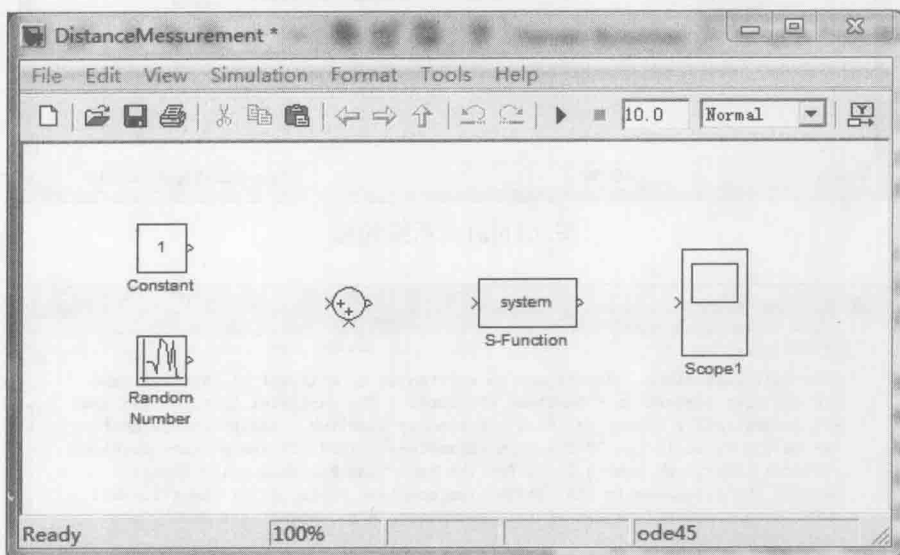 DistanceMessurement *
File Edit View Simulation Format Tools Help
10.0 Normal
1
Constant
Random
Number
system
S-Function
Scope1
Ready 100% ode45